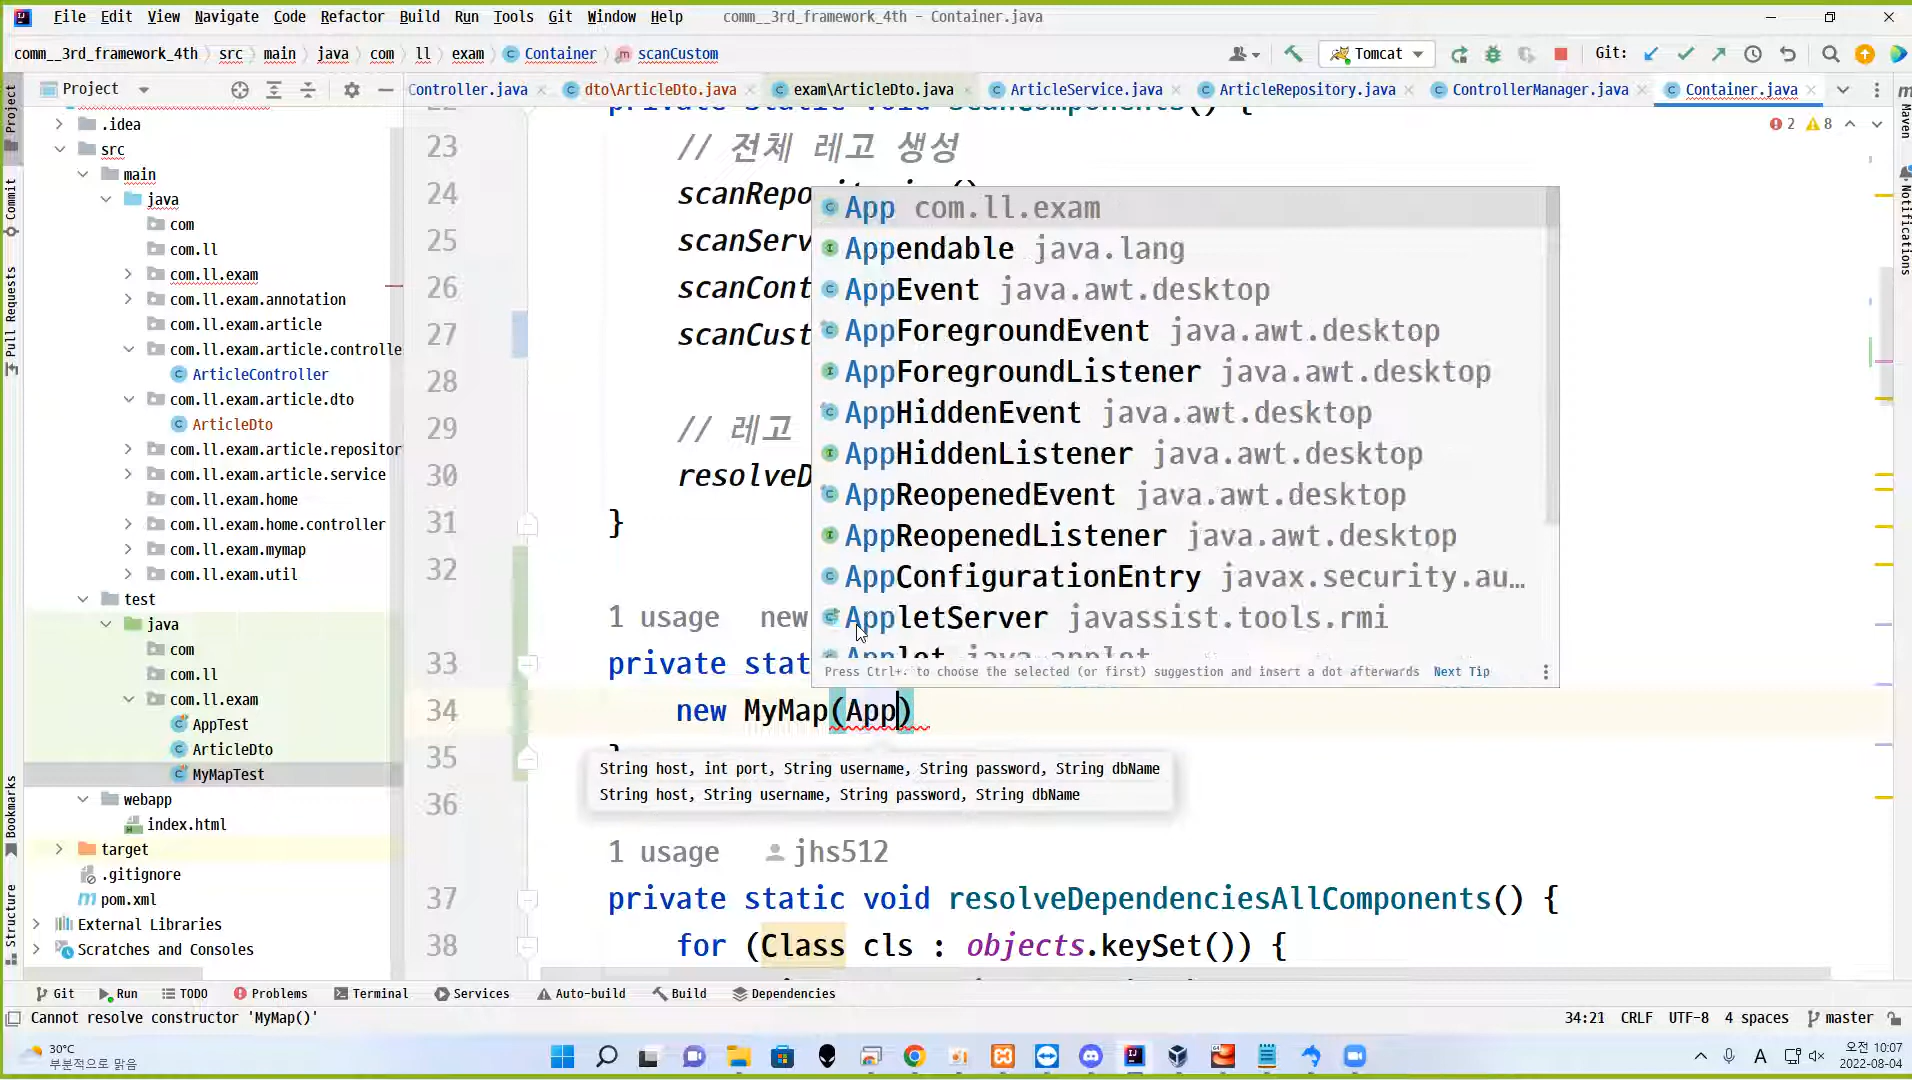 File Edit View Navigate Code Refactor Build Run Tools Git Window Help comm__3rd_framework_4th - Container.java
comm__3rd_framework_4th src main java com ll exam Container scanCustom Tomcat Git:
Project Controller.java dto\ArticleDto.java exam\ArticleDto.java ArticleService.java ArticleRepository.java ControllerManager.java Container.java
2 8
.idea
src
main
java
com
com.ll
com.ll.exam
com.ll.exam.annotation
com.ll.exam.article
com.ll.exam.article.controlle
ArticleController
com.ll.exam.article.dto
ArticleDto
com.ll.exam.article.repositor
com.ll.exam.article.service
com.ll.exam.home
com.ll.exam.home.controller
com.ll.exam.mymap
com.ll.exam.util
test
java
com
com.ll
com.ll.exam
AppTest
ArticleDto
MyMapTest
webapp
index.html
target
.gitignore
pom.xml
External Libraries
Scratches and Consoles
Project
Commit
Pull Requests
Bookmarks
Structure
private static void scanComponents() {
23 // 전체 레고 생성
24 scanRepo
25 scanServ
26 scanCont
27 scanCust
28
29 // 레고
30 resolveD
31 }
32
1 usage new
33 private stat
34 new MyMap(App)
35 }
36
1 usage jhs512
37 private static void resolveDependenciesAllComponents() {
38 for (Class cls : objects.keySet()) {
App com.ll.exam
Appendable java.lang
AppEvent java.awt.desktop
AppForegroundEvent java.awt.desktop
AppForegroundListener java.awt.desktop
AppHiddenEvent java.awt.desktop
AppHiddenListener java.awt.desktop
AppReopenedEvent java.awt.desktop
AppReopenedListener java.awt.desktop
AppConfigurationEntry javax.security.au…
AppletServer javassist.tools.rmi
Applet java.applet
Press Ctrl+. to choose the selected (or first) suggestion and insert a dot afterwards Next Tip
String host, int port, String username, String password, String dbName
String host, String username, String password, String dbName
Maven
Notifications
Git Run TODO Problems Terminal Services Auto-build Build Dependencies
Cannot resolve constructor 'MyMap()' 34:21 CRLF UTF-8 4 spaces master
30°C
부분적으로 맑음
A
오전 10:07
2022-08-04